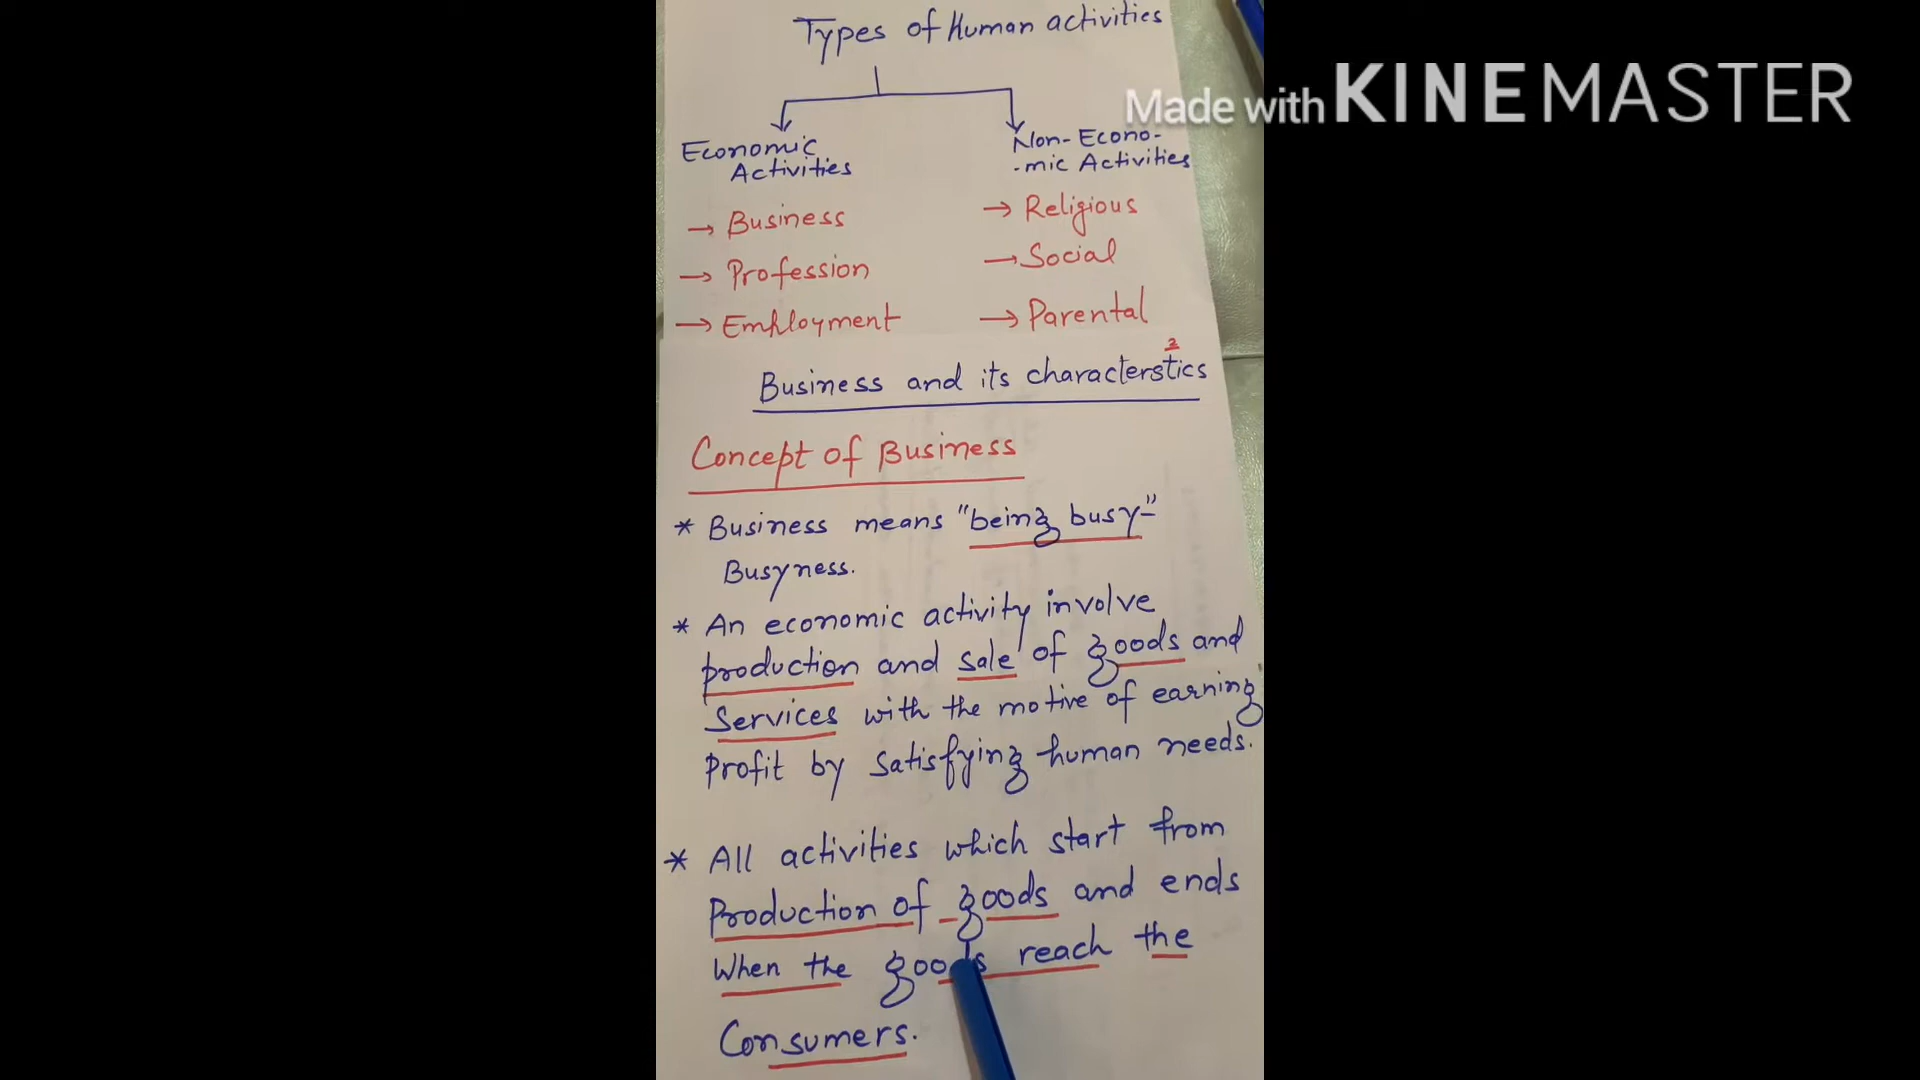 Types of Human activities
Made with KINEMASTER
Economic Activities
Non-Econo-
-mic Activities
→ Business
→ Religious
→ Profession
→ Social
→ Employment
→ Parental
2
Business and its characterstics
Concept of Business
* Business means "being busy-"
Busyness.
* An economic activity involve
production and sale of goods and
Services with the motive of earning
Profit by satisfying human needs.
* All activities which start from
Production of goods and ends
When the goods reach the
Consumers.